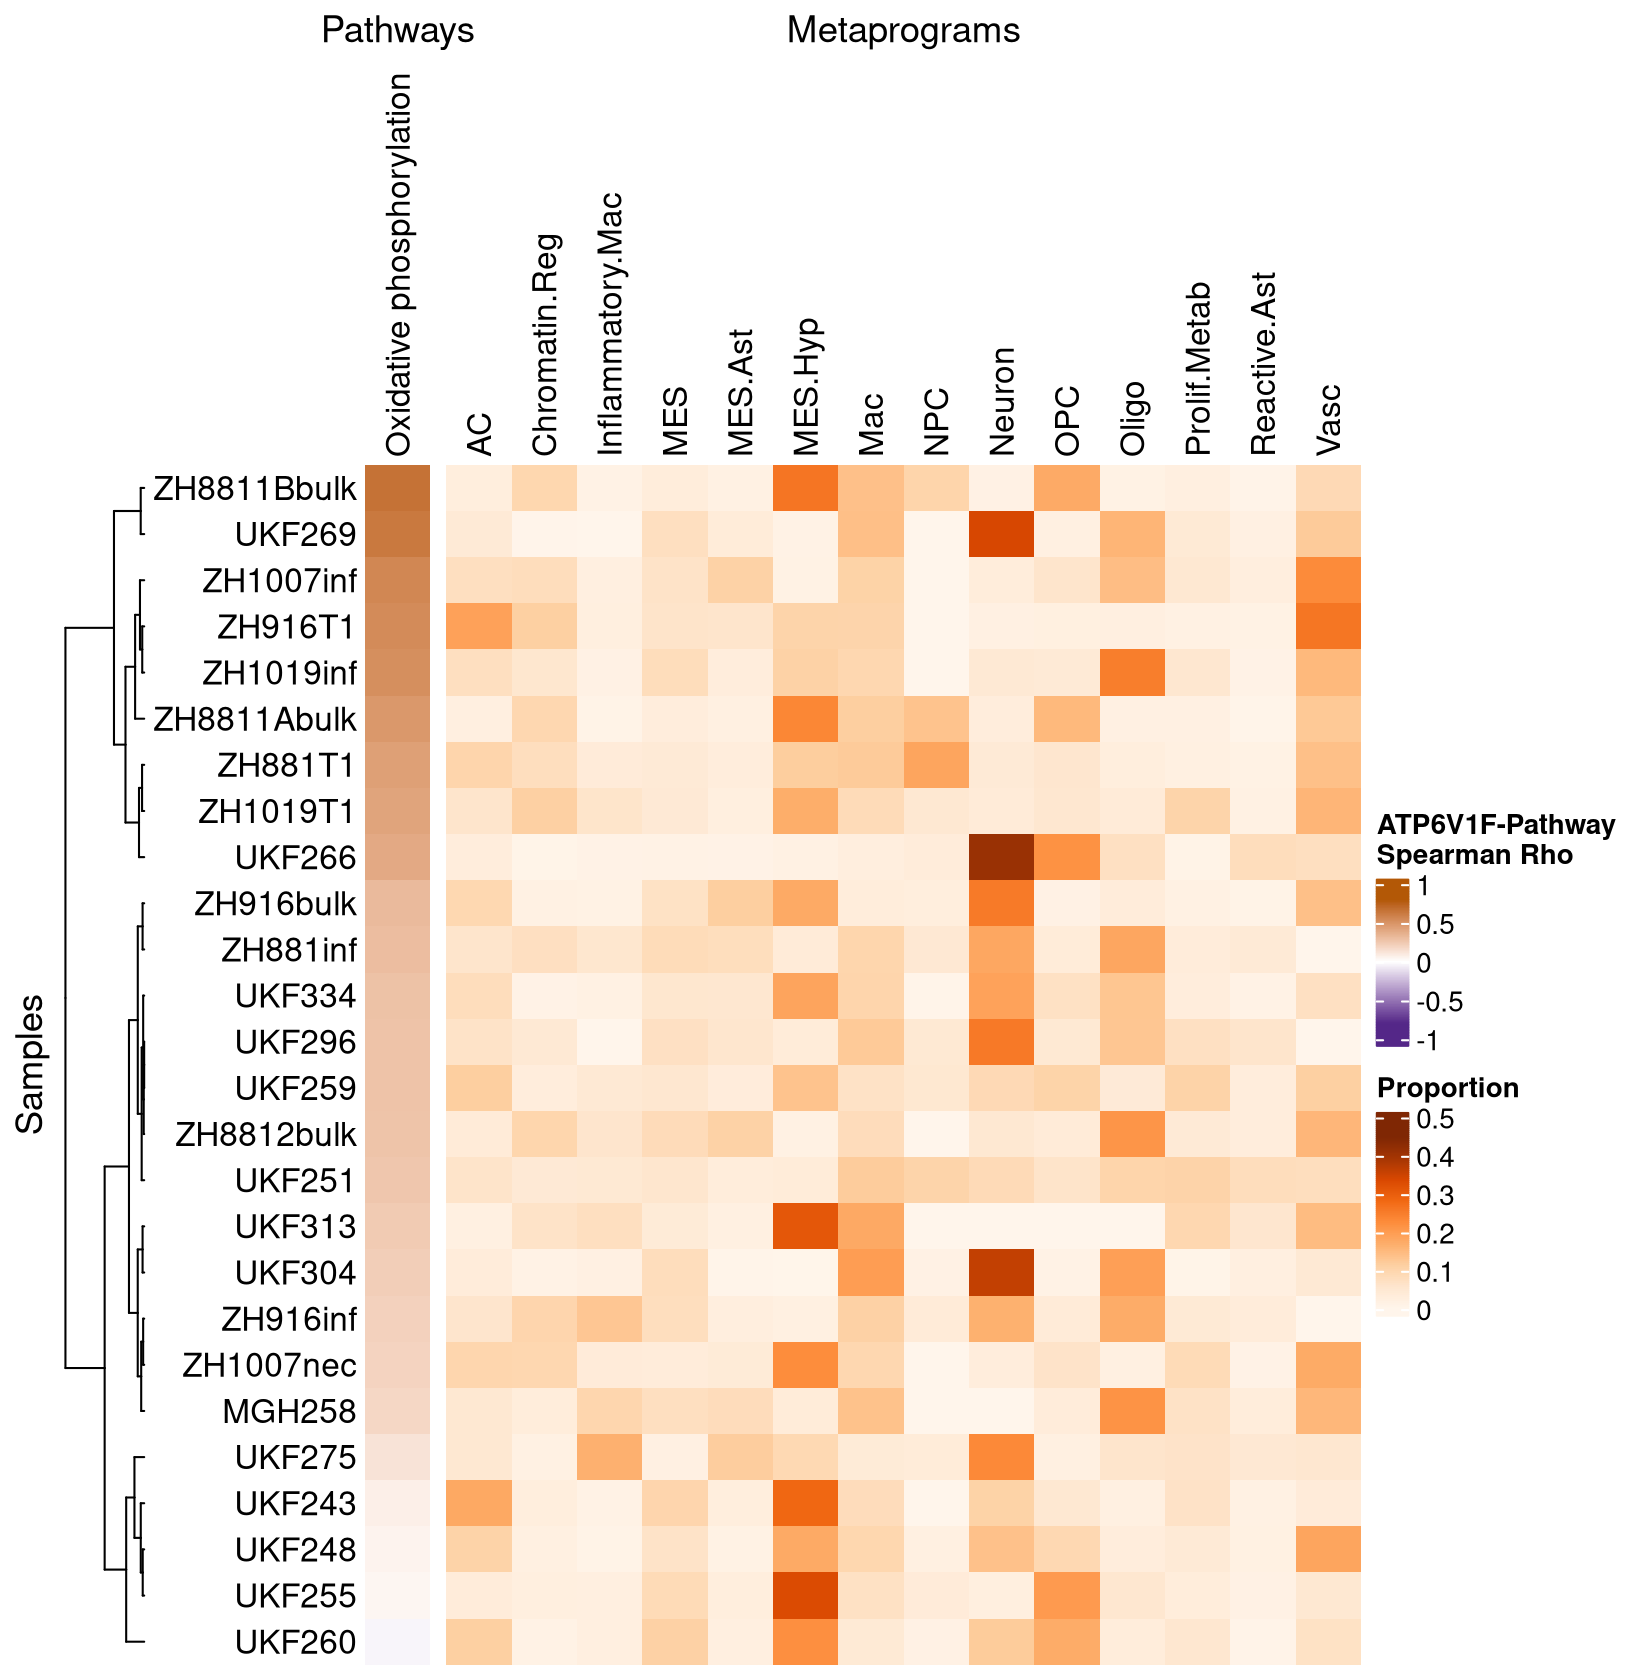 Pathways
Metaprograms
Oxidative phosphorylation
AC
Chromatin.Reg
Inflammatory.Mac
MES
MES.Ast
MES.Hyp
Mac
NPC
Neuron
OPC
Oligo
Prolif.Metab
Reactive.Ast
Vasc
Samples
ZH8811Bbulk
UKF269
ZH1007inf
ZH916T1
ZH1019inf
ZH8811Abulk
ZH881T1
ZH1019T1
UKF266
ZH916bulk
ZH881inf
UKF334
UKF296
UKF259
ZH8812bulk
UKF251
UKF313
UKF304
ZH916inf
ZH1007nec
MGH258
UKF275
UKF243
UKF248
UKF255
UKF260
ATP6V1F-Pathway
Spearman Rho
1
0.5
0
-0.5
-1
Proportion
0.5
0.4
0.3
0.2
0.1
0